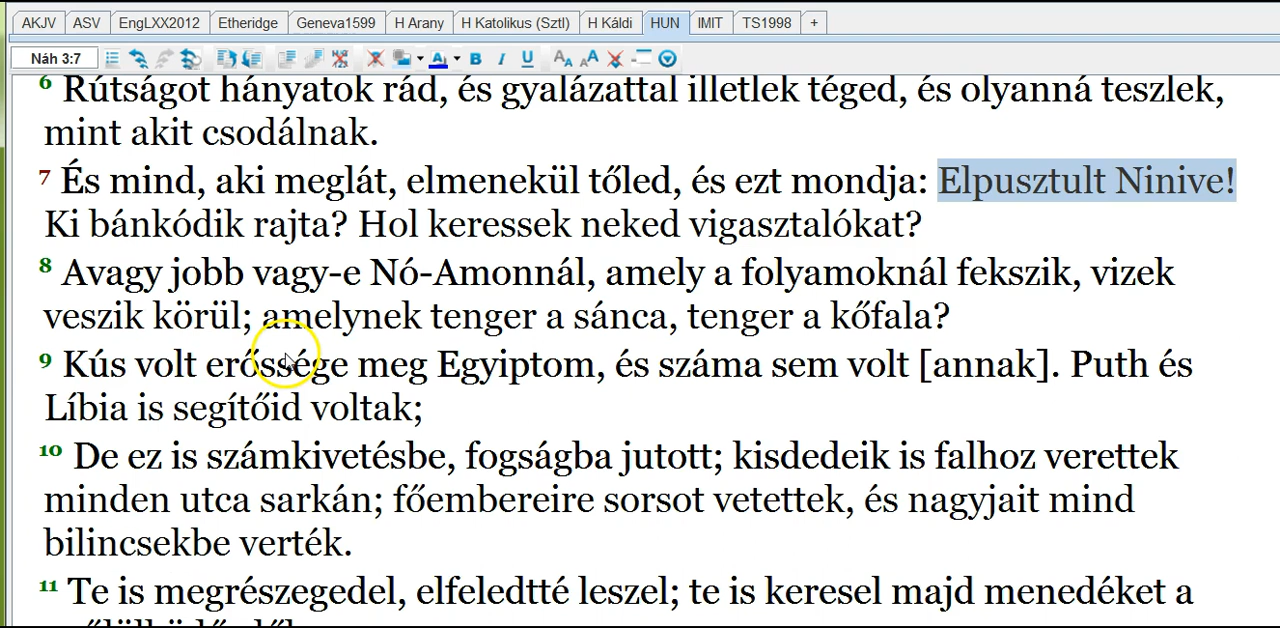 AKJV ASV EngLXX2012 Etheridge Geneva1599 H Arany H Katolikus (Sztl) H Káldi HUN IMIT TS1998 +
Náh 3:7
6 Rútságot hányatok rád, és gyalázattal illetlek téged, és olyanná teszlek,
mint akit csodálnak.
7 És mind, aki meglát, elmenekül tőled, és ezt mondja: Elpusztult Ninive!
Ki bánkódik rajta? Hol keressek neked vigasztalókat?
8 Avagy jobb vagy-e Nó-Amonnál, amely a folyamoknál fekszik, vizek
veszik körül; amelynek tenger a sánca, tenger a kőfala?
9 Kús volt erőssége meg Egyiptom, és száma sem volt [annak]. Puth és
Líbia is segítőid voltak;
10 De ez is számkivetésbe, fogságba jutott; kisdedeik is falhoz verettek
minden utca sarkán; főembereire sorsot vetettek, és nagyjait mind
bilincsekbe verték.
11 Te is megrészegedel, elfeledtté leszel; te is keresel majd menedéket a